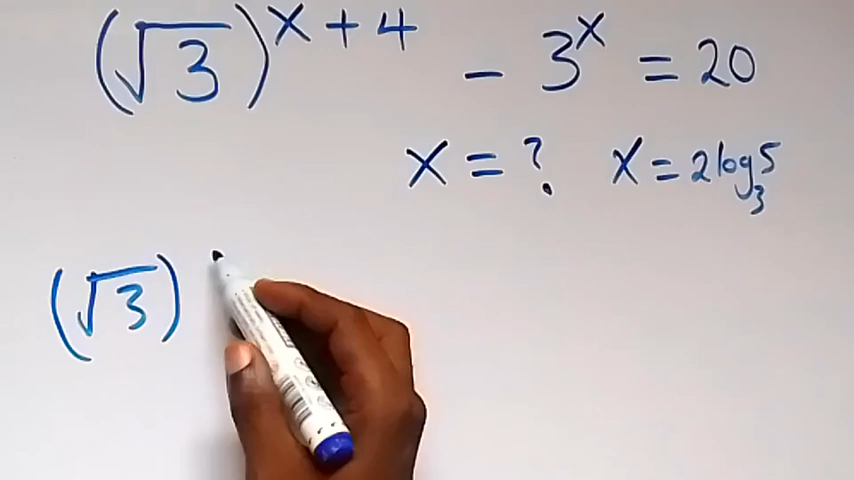 (√3)^(x+4) - 3^x = 20
x = ? x = 2log₃5
(√3)